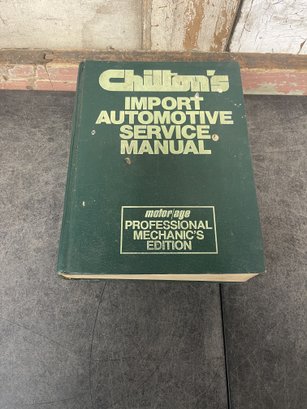 Chilton's
IMPORT
AUTOMOTIVE
SERVICE
MANUAL
motor/age
PROFESSIONAL
MECHANIC'S
EDITION